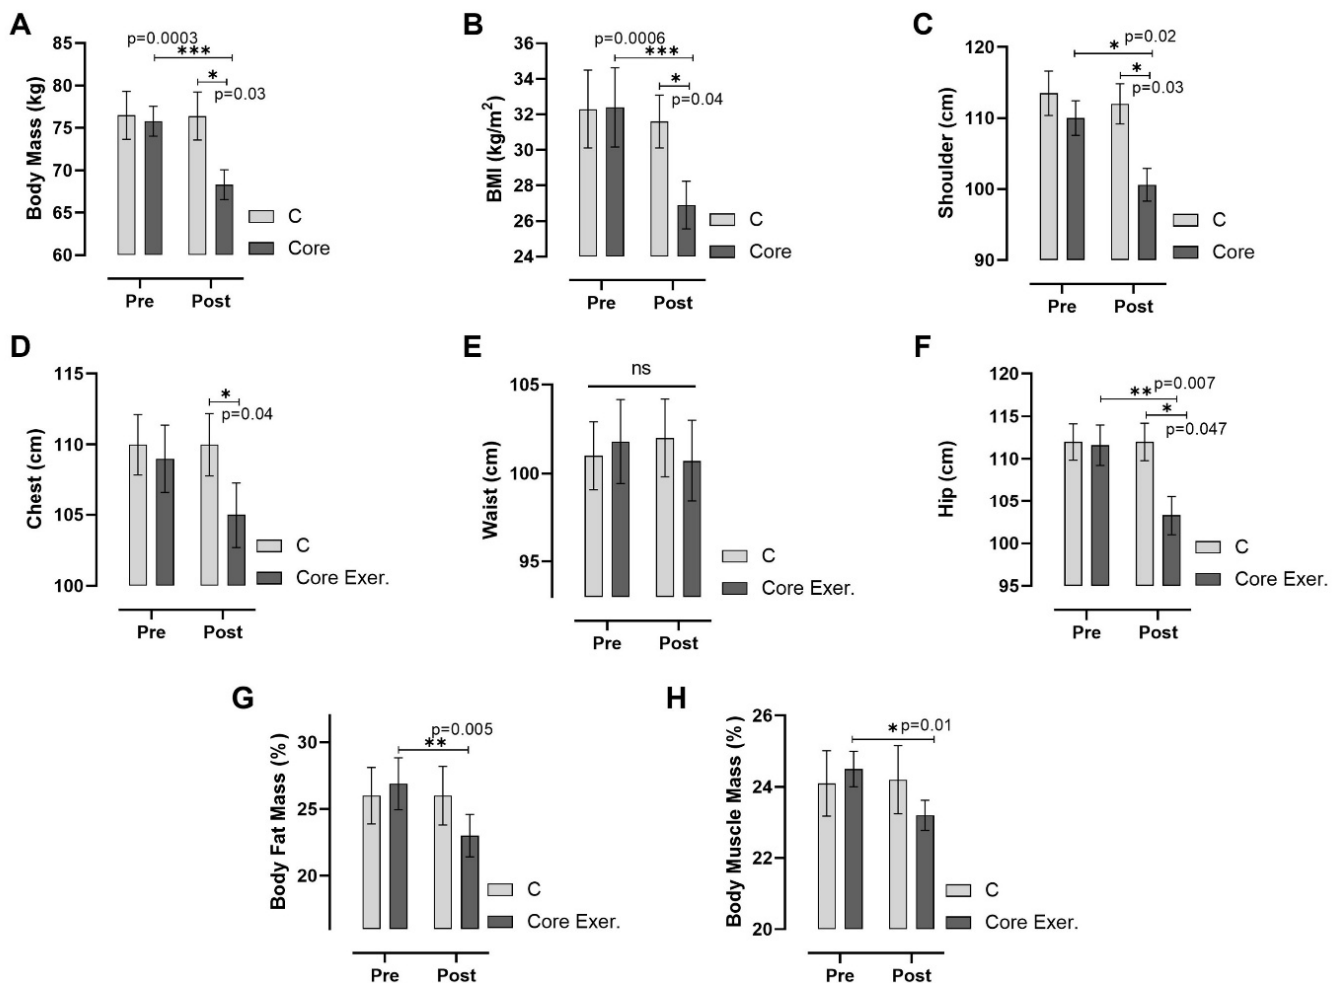 A
p=0.0003
***
*
p=0.03
85
80
75
70
65
60
Body Mass (kg)
C
Core
Pre Post
B
p=0.0006
***
*
p=0.04
36
32
28
26
24
30
34
BMI (kg/m2)
C
Core
Pre Post
C
p=0.02
*
*
p=0.03
120
110
100
90
Shoulder (cm)
C
Core
Pre Post
D
*
p=0.04
115
110
105
100
Chest (cm)
C
Core Exer.
Pre Post
E
ns
105
100
95
Waist (cm)
C
Core Exer.
Pre Post
F
p=0.007
**
*
p=0.047
120
115
110
105
100
95
Hip (cm)
C
Core Exer.
Pre Post
G
p=0.005
**
30
25
20
Body Fat Mass (%)
C
Core Exer.
Pre Post
H
* p=0.01
26
24
22
20
Body Muscle Mass (%)
C
Core Exer.
Pre Post